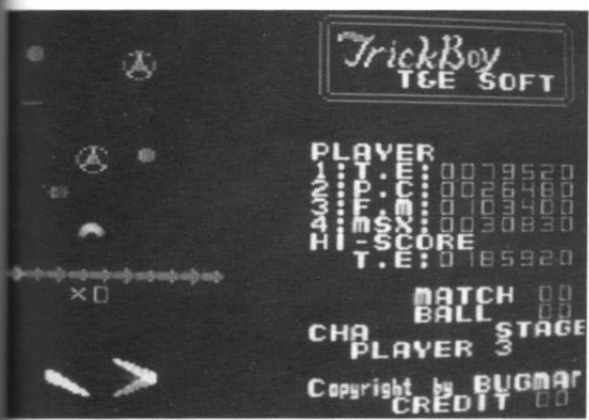 TrickBoy
T&E SOFT
PLAYER
1:T.E:0079520
2:P.C:0026480
3:F.M:0103400
4:MSX:0030830
HI-SCORE
T.E:0185920
×0
MATCH 00
BALL 00
CHA STAGE
PLAYER 3
Copyright by BUGMAr
CREDIT 00